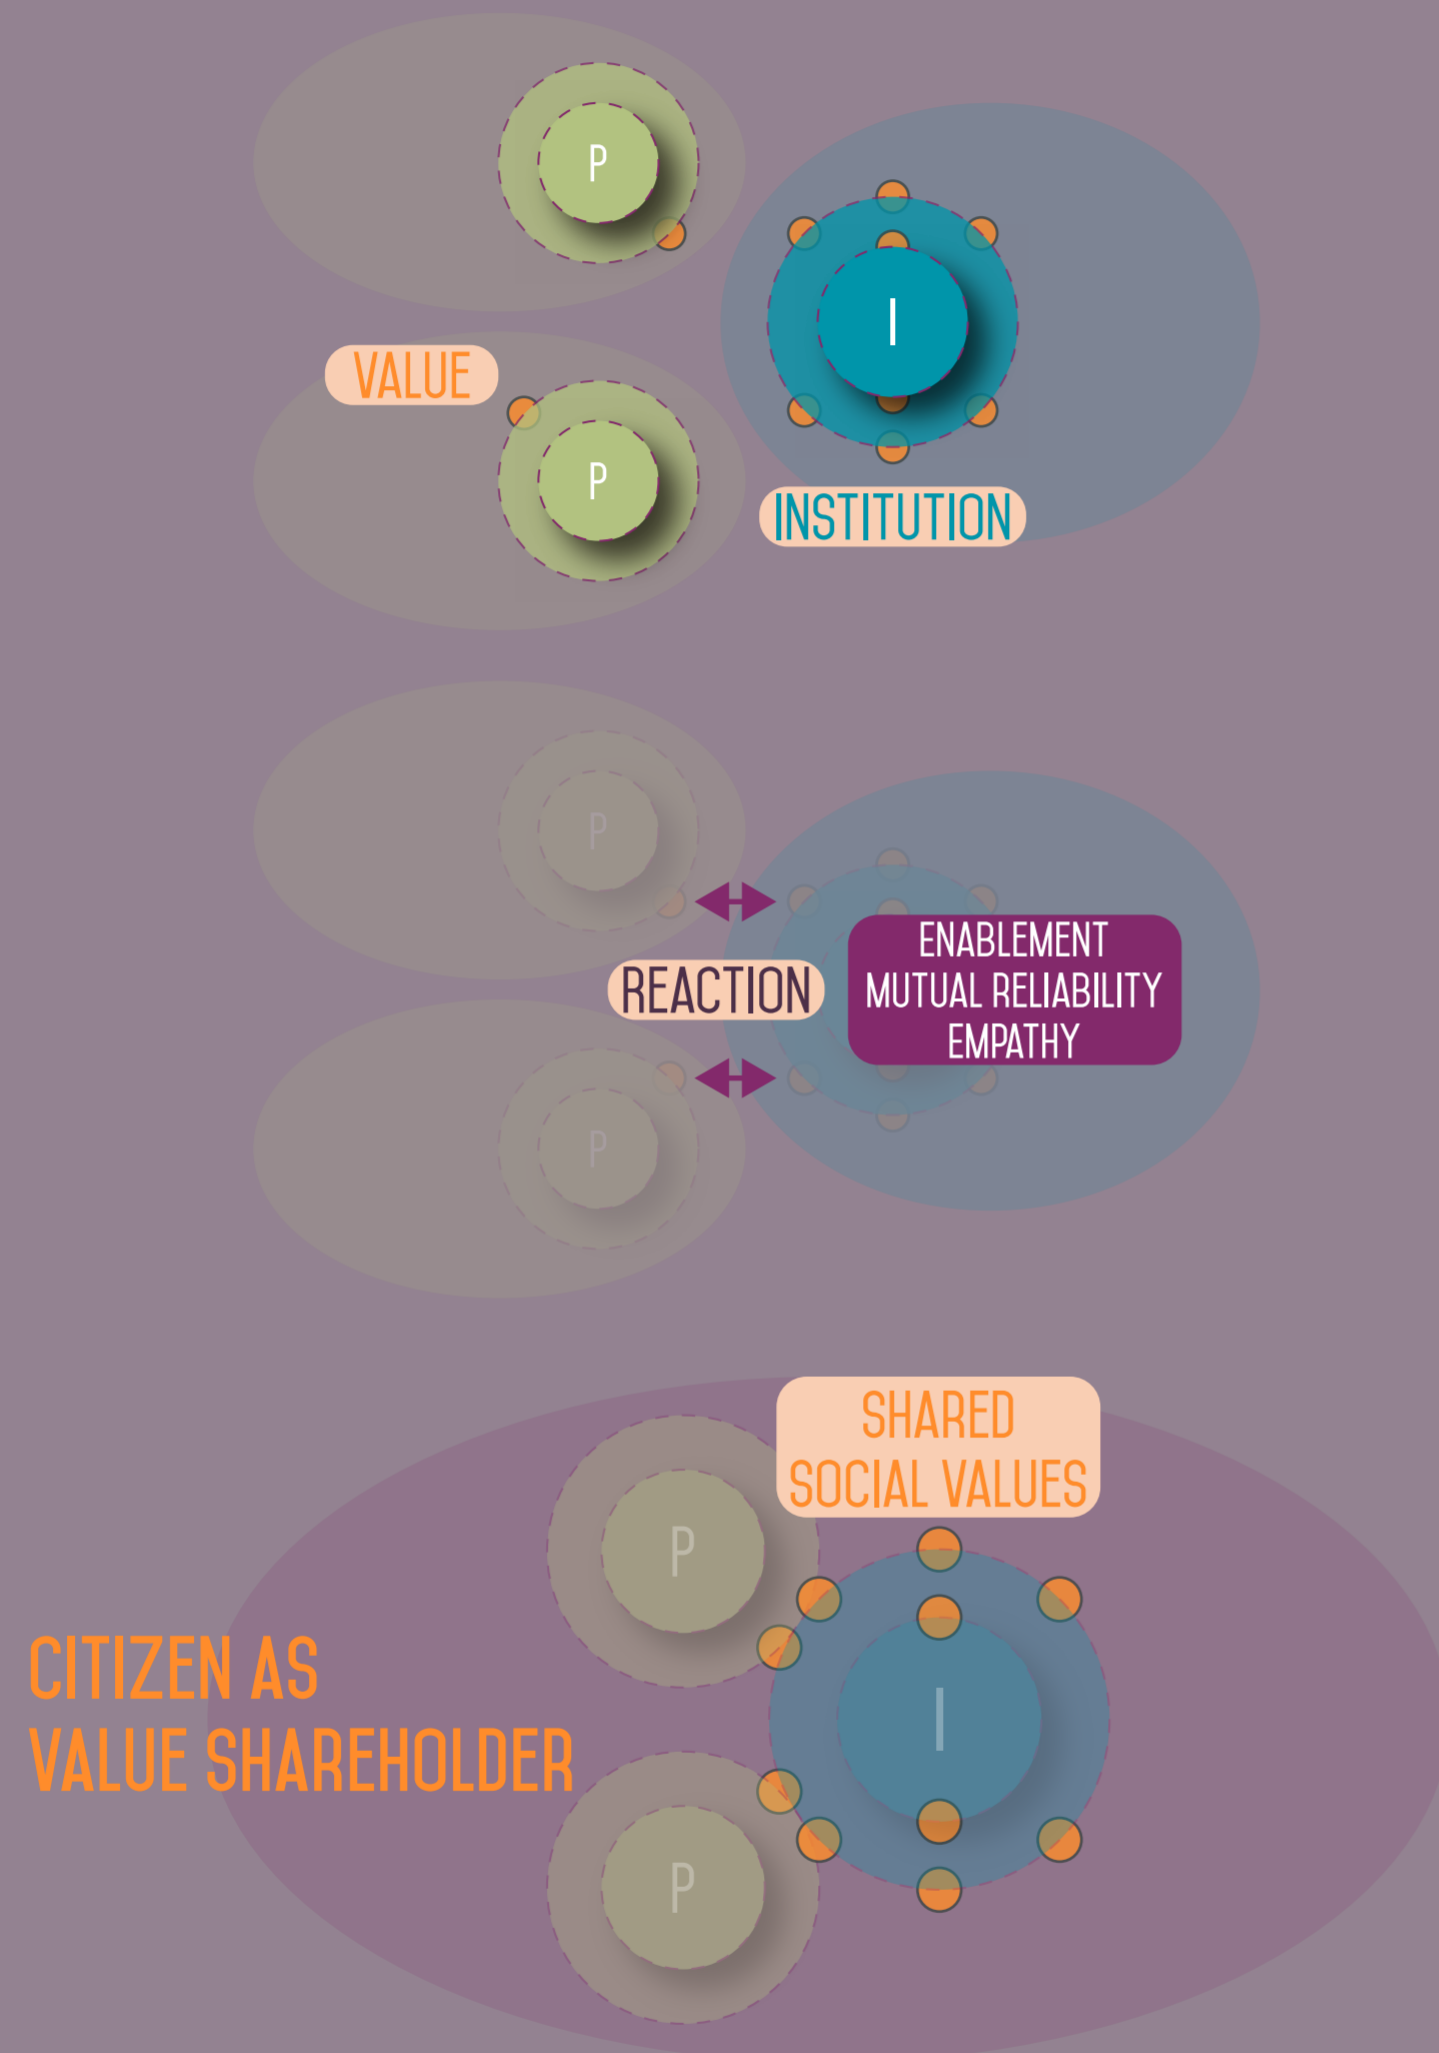 P
I
VALUE
P
INSTITUTION
P
ENABLEMENT
MUTUAL RELIABILITY
EMPATHY
REACTION
P
SHARED
SOCIAL VALUES
P
CITIZEN AS
VALUE SHAREHOLDER
I
P